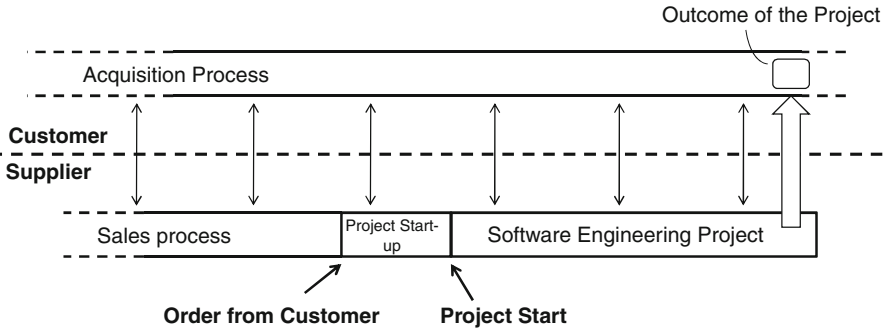 Outcome of the Project
Acquisition Process
Customer
Supplier
Sales process
Project Start-
up
Software Engineering Project
Order from Customer
Project Start